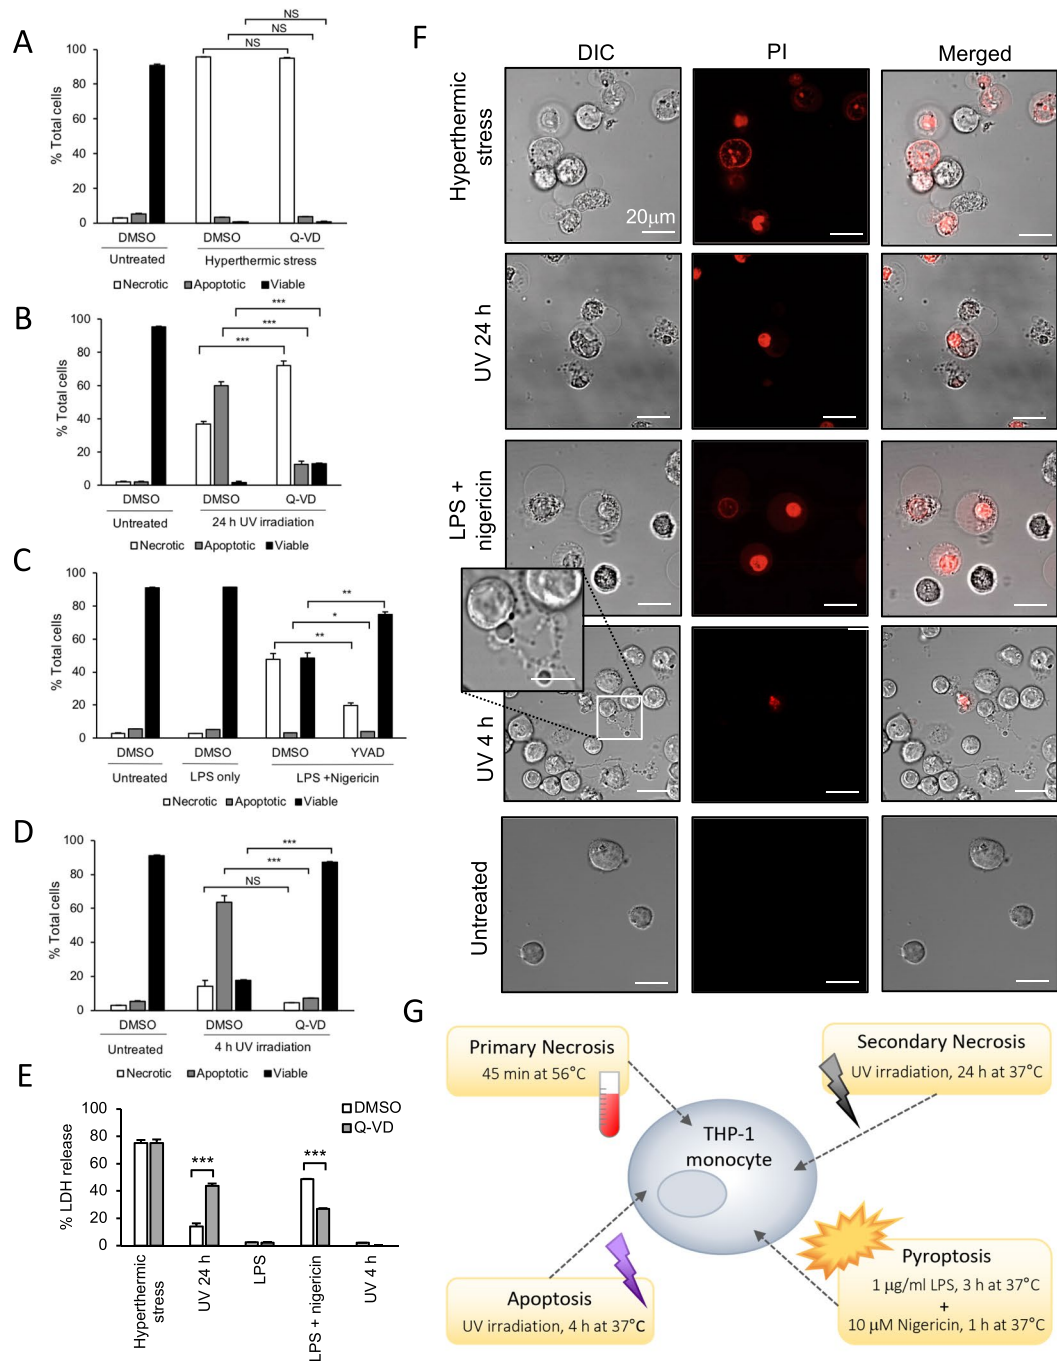 A
NS
NS
NS
% Total cells
100
80
60
40
20
0
DMSO
DMSO
Q-VD
Untreated
Hyperthermic stress
Necrotic Apoptotic Viable
B
***
***
***
% Total cells
100
80
60
40
20
0
DMSO
DMSO
Q-VD
Untreated
24 h UV irradiation
Necrotic Apoptotic Viable
C
**
*
**
% Total cells
100
80
60
40
20
0
DMSO
DMSO
DMSO
YVAD
Untreated
LPS only
LPS +Nigericin
Necrotic Apoptotic Viable
D
***
***
NS
% Total cells
100
80
60
40
20
0
DMSO
DMSO
Q-VD
Untreated
4 h UV irradiation
Necrotic Apoptotic Viable
E
% LDH release
100
80
60
40
20
0
DMSO
Q-VD
***
***
Hyperthermic
stress
UV 24 h
LPS
LPS + nigericin
UV 4 h
F
DIC
PI
Merged
Hyperthermic
stress
20µm
UV 24 h
LPS +
nigericin
UV 4 h
Untreated
G
Primary Necrosis
45 min at 56°C
Secondary Necrosis
UV irradiation, 24 h at 37°C
THP-1
monocyte
Apoptosis
UV irradiation, 4 h at 37°C
Pyroptosis
1 µg/ml LPS, 3 h at 37°C
+
10 µM Nigericin, 1 h at 37°C